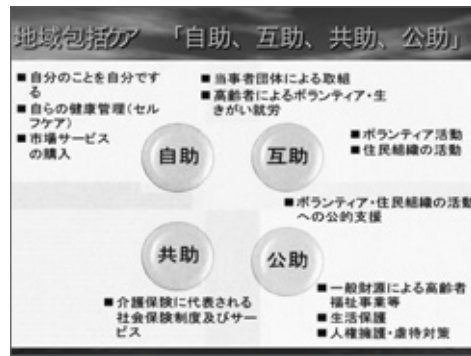 地域包括ケア 「自助、互助、共助、公助」
■自分のことを自分です
る
■自らの健康管理(セル
フケア)
■市場サービス
の購入
■当事者団体による取組
■高齢者によるボランティア・生
きがい就労
自助
互助
■ボランティア活動
■住民組織の活動
■ボランティア・住民組織の活動
への公的支援
共助
公助
■介護保険に代表される
社会保険制度及びサー
ビス
■一般財源による高齢者
福祉事業等
■生活保護
■人権擁護・虐待対策